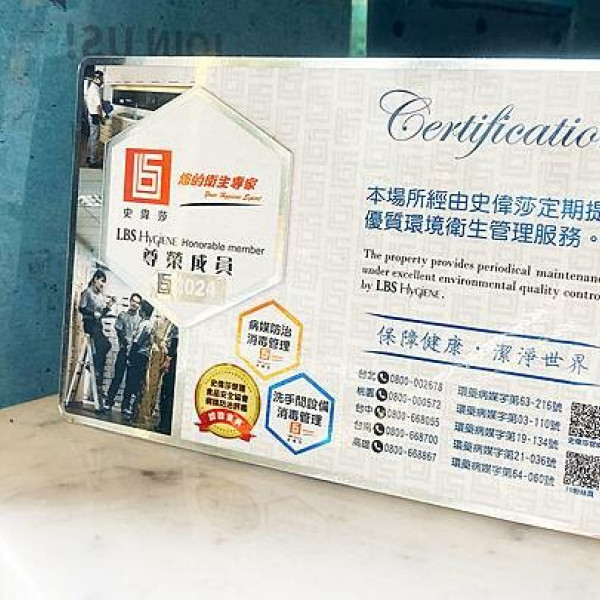 Certificatio
史偉莎
您的衛生專家
Your Hygiene Expert
LBS HYGIENE Honorable member
尊榮成員
2024
本場所經由史偉莎定期提
優質環境衛生管理服務。
The property provides periodical maintenanc
under excellent environmental quality contro
by LBS HYGIENE.
病媒防治
消毒管理
洗手間設備
消毒管理
保障健康・潔淨世界
台北 0800-002678 環藥病媒字第63-216號
桃園 0800-000572 環藥病媒字第03-110號
台中 0800-668055 環藥病媒字第19-134號
台南 0800-668700 環藥病媒字第21-036號
高雄 0800-668867 環藥病媒字第64-060號